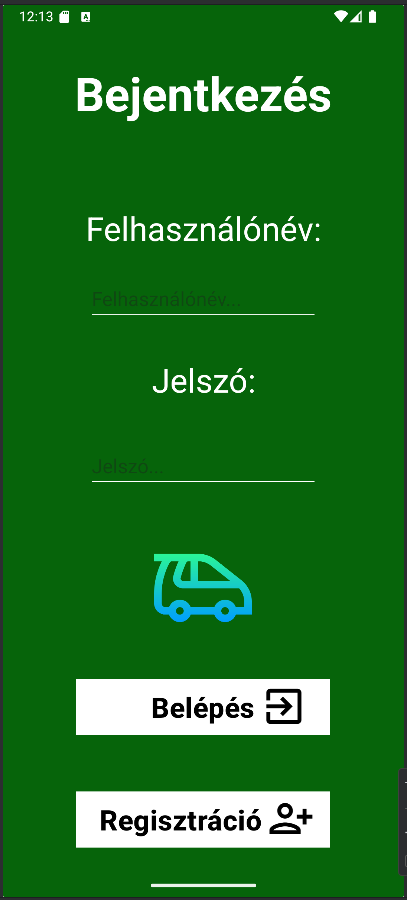 12:13
Bejentkezés
Felhasználónév:
Felhasználónév...
Jelszó:
Jelszó...
Belépés
Regisztráció